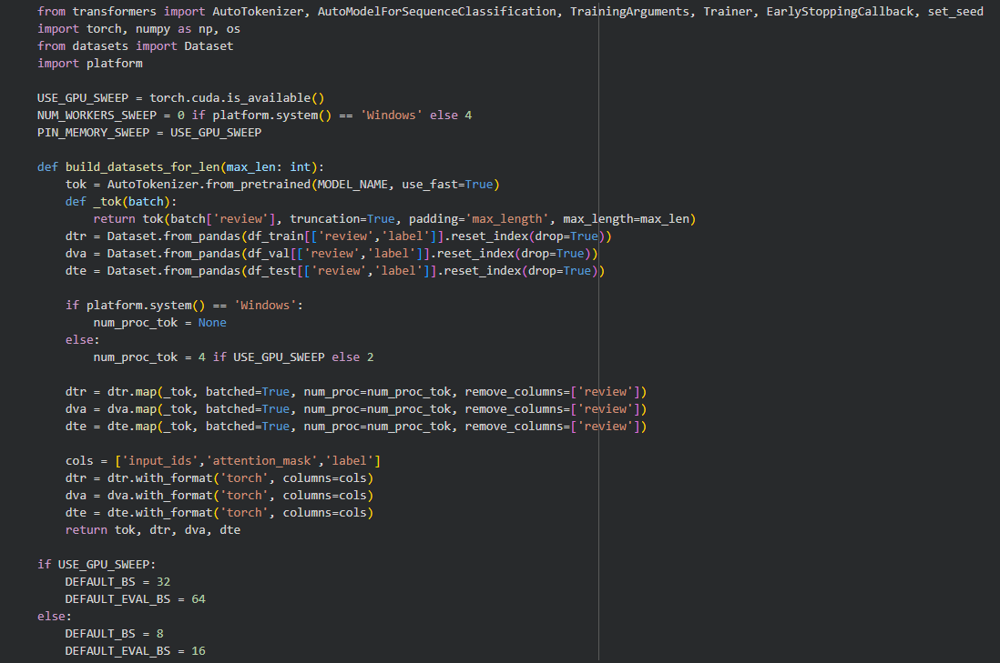 from transformers import AutoTokenizer, AutoModelForSequenceClassification, TrainingArguments, Trainer, EarlyStoppingCallback, set_seed
import torch, numpy as np, os
from datasets import Dataset
import platform

USE_GPU_SWEEP = torch.cuda.is_available()
NUM_WORKERS_SWEEP = 0 if platform.system() == 'Windows' else 4
PIN_MEMORY_SWEEP = USE_GPU_SWEEP

def build_datasets_for_len(max_len: int):
    tok = AutoTokenizer.from_pretrained(MODEL_NAME, use_fast=True)
    def _tok(batch):
        return tok(batch['review'], truncation=True, padding='max_length', max_length=max_len)
    dtr = Dataset.from_pandas(df_train[['review','label']].reset_index(drop=True))
    dva = Dataset.from_pandas(df_val[['review','label']].reset_index(drop=True))
    dte = Dataset.from_pandas(df_test[['review','label']].reset_index(drop=True))

    if platform.system() == 'Windows':
        num_proc_tok = None
    else:
        num_proc_tok = 4 if USE_GPU_SWEEP else 2

    dtr = dtr.map(_tok, batched=True, num_proc=num_proc_tok, remove_columns=['review'])
    dva = dva.map(_tok, batched=True, num_proc=num_proc_tok, remove_columns=['review'])
    dte = dte.map(_tok, batched=True, num_proc=num_proc_tok, remove_columns=['review'])

    cols = ['input_ids','attention_mask','label']
    dtr = dtr.with_format('torch', columns=cols)
    dva = dva.with_format('torch', columns=cols)
    dte = dte.with_format('torch', columns=cols)
    return tok, dtr, dva, dte

if USE_GPU_SWEEP:
    DEFAULT_BS = 32
    DEFAULT_EVAL_BS = 64
else:
    DEFAULT_BS = 8
    DEFAULT_EVAL_BS = 16